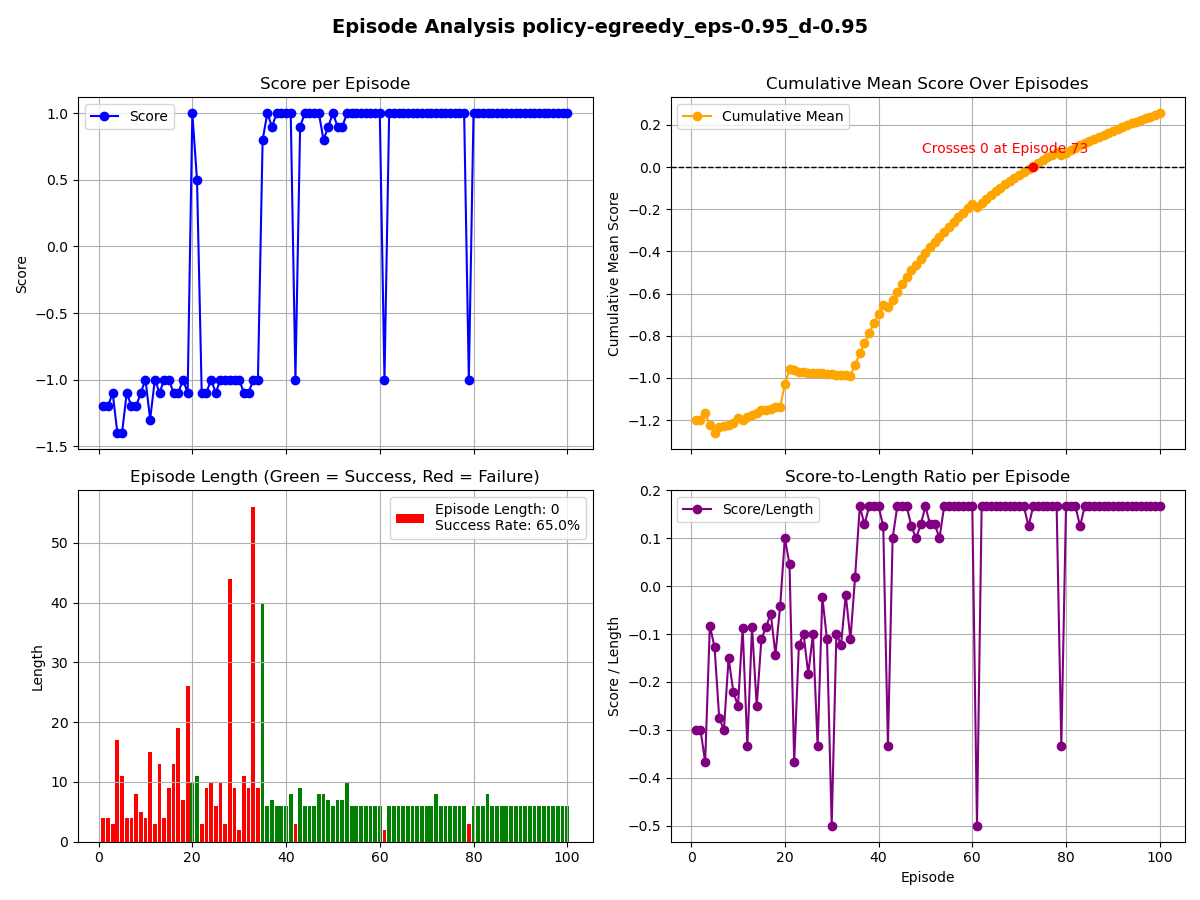 Episode Analysis policy-egreedy_eps-0.95_d-0.95
Score per Episode
Score
1.0
0.5
0.0
−0.5
−1.0
−1.5
Score
Cumulative Mean Score Over Episodes
Cumulative Mean
Crosses 0 at Episode 73
0.2
0.0
−0.2
−0.4
−0.6
−0.8
−1.0
−1.2
Cumulative Mean Score
Episode Length (Green = Success, Red = Failure)
Episode Length: 0
Success Rate: 65.0%
50
40
30
20
10
0
Length
0 20 40 60 80 100
Score-to-Length Ratio per Episode
Score/Length
0.2
0.1
0.0
−0.1
−0.2
−0.3
−0.4
−0.5
Score / Length
0 20 40 60 80 100
Episode